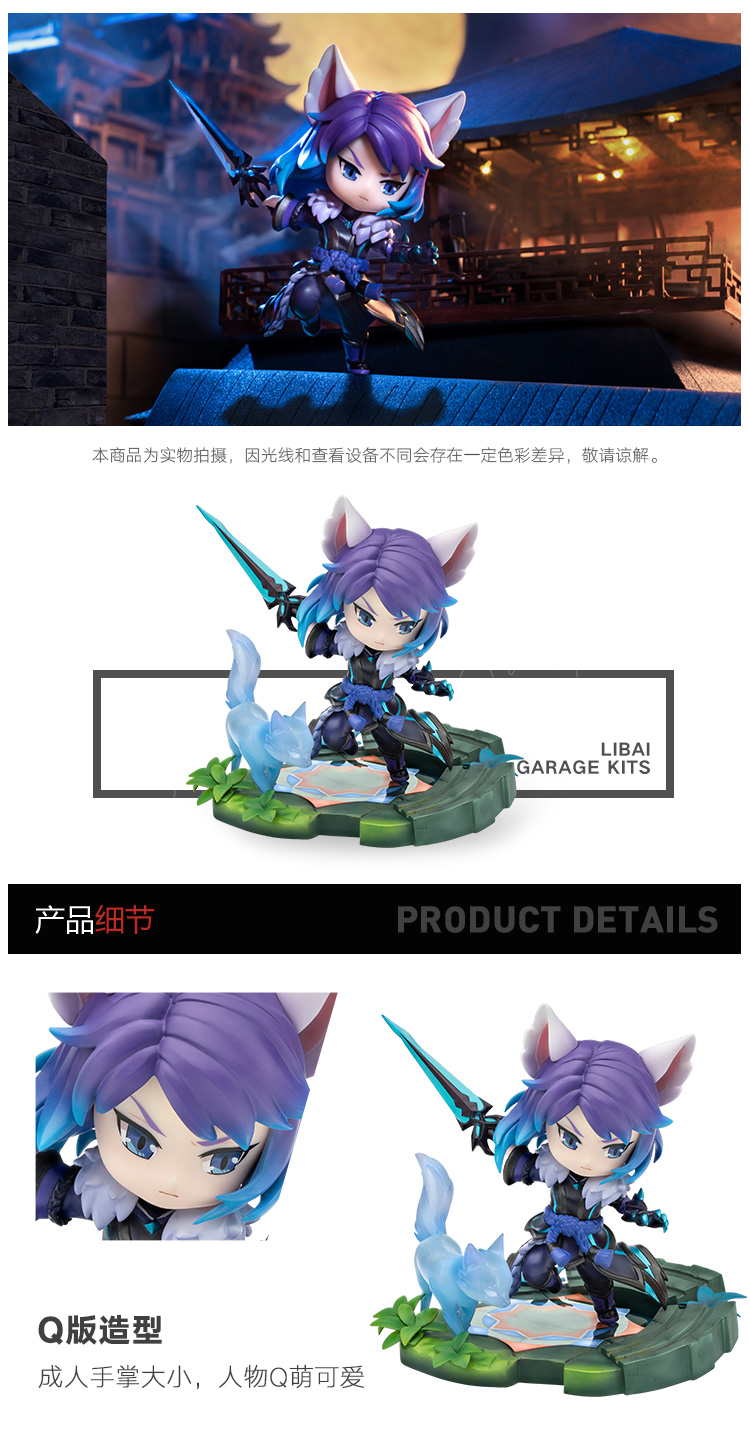 本商品为实物拍摄，因光线和查看设备不同会存在一定色彩差异，敬请谅解。
LIBAI
GARAGE KITS
产品细节
PRODUCT DETAILS
Q版造型
成人手掌大小，人物Q萌可爱